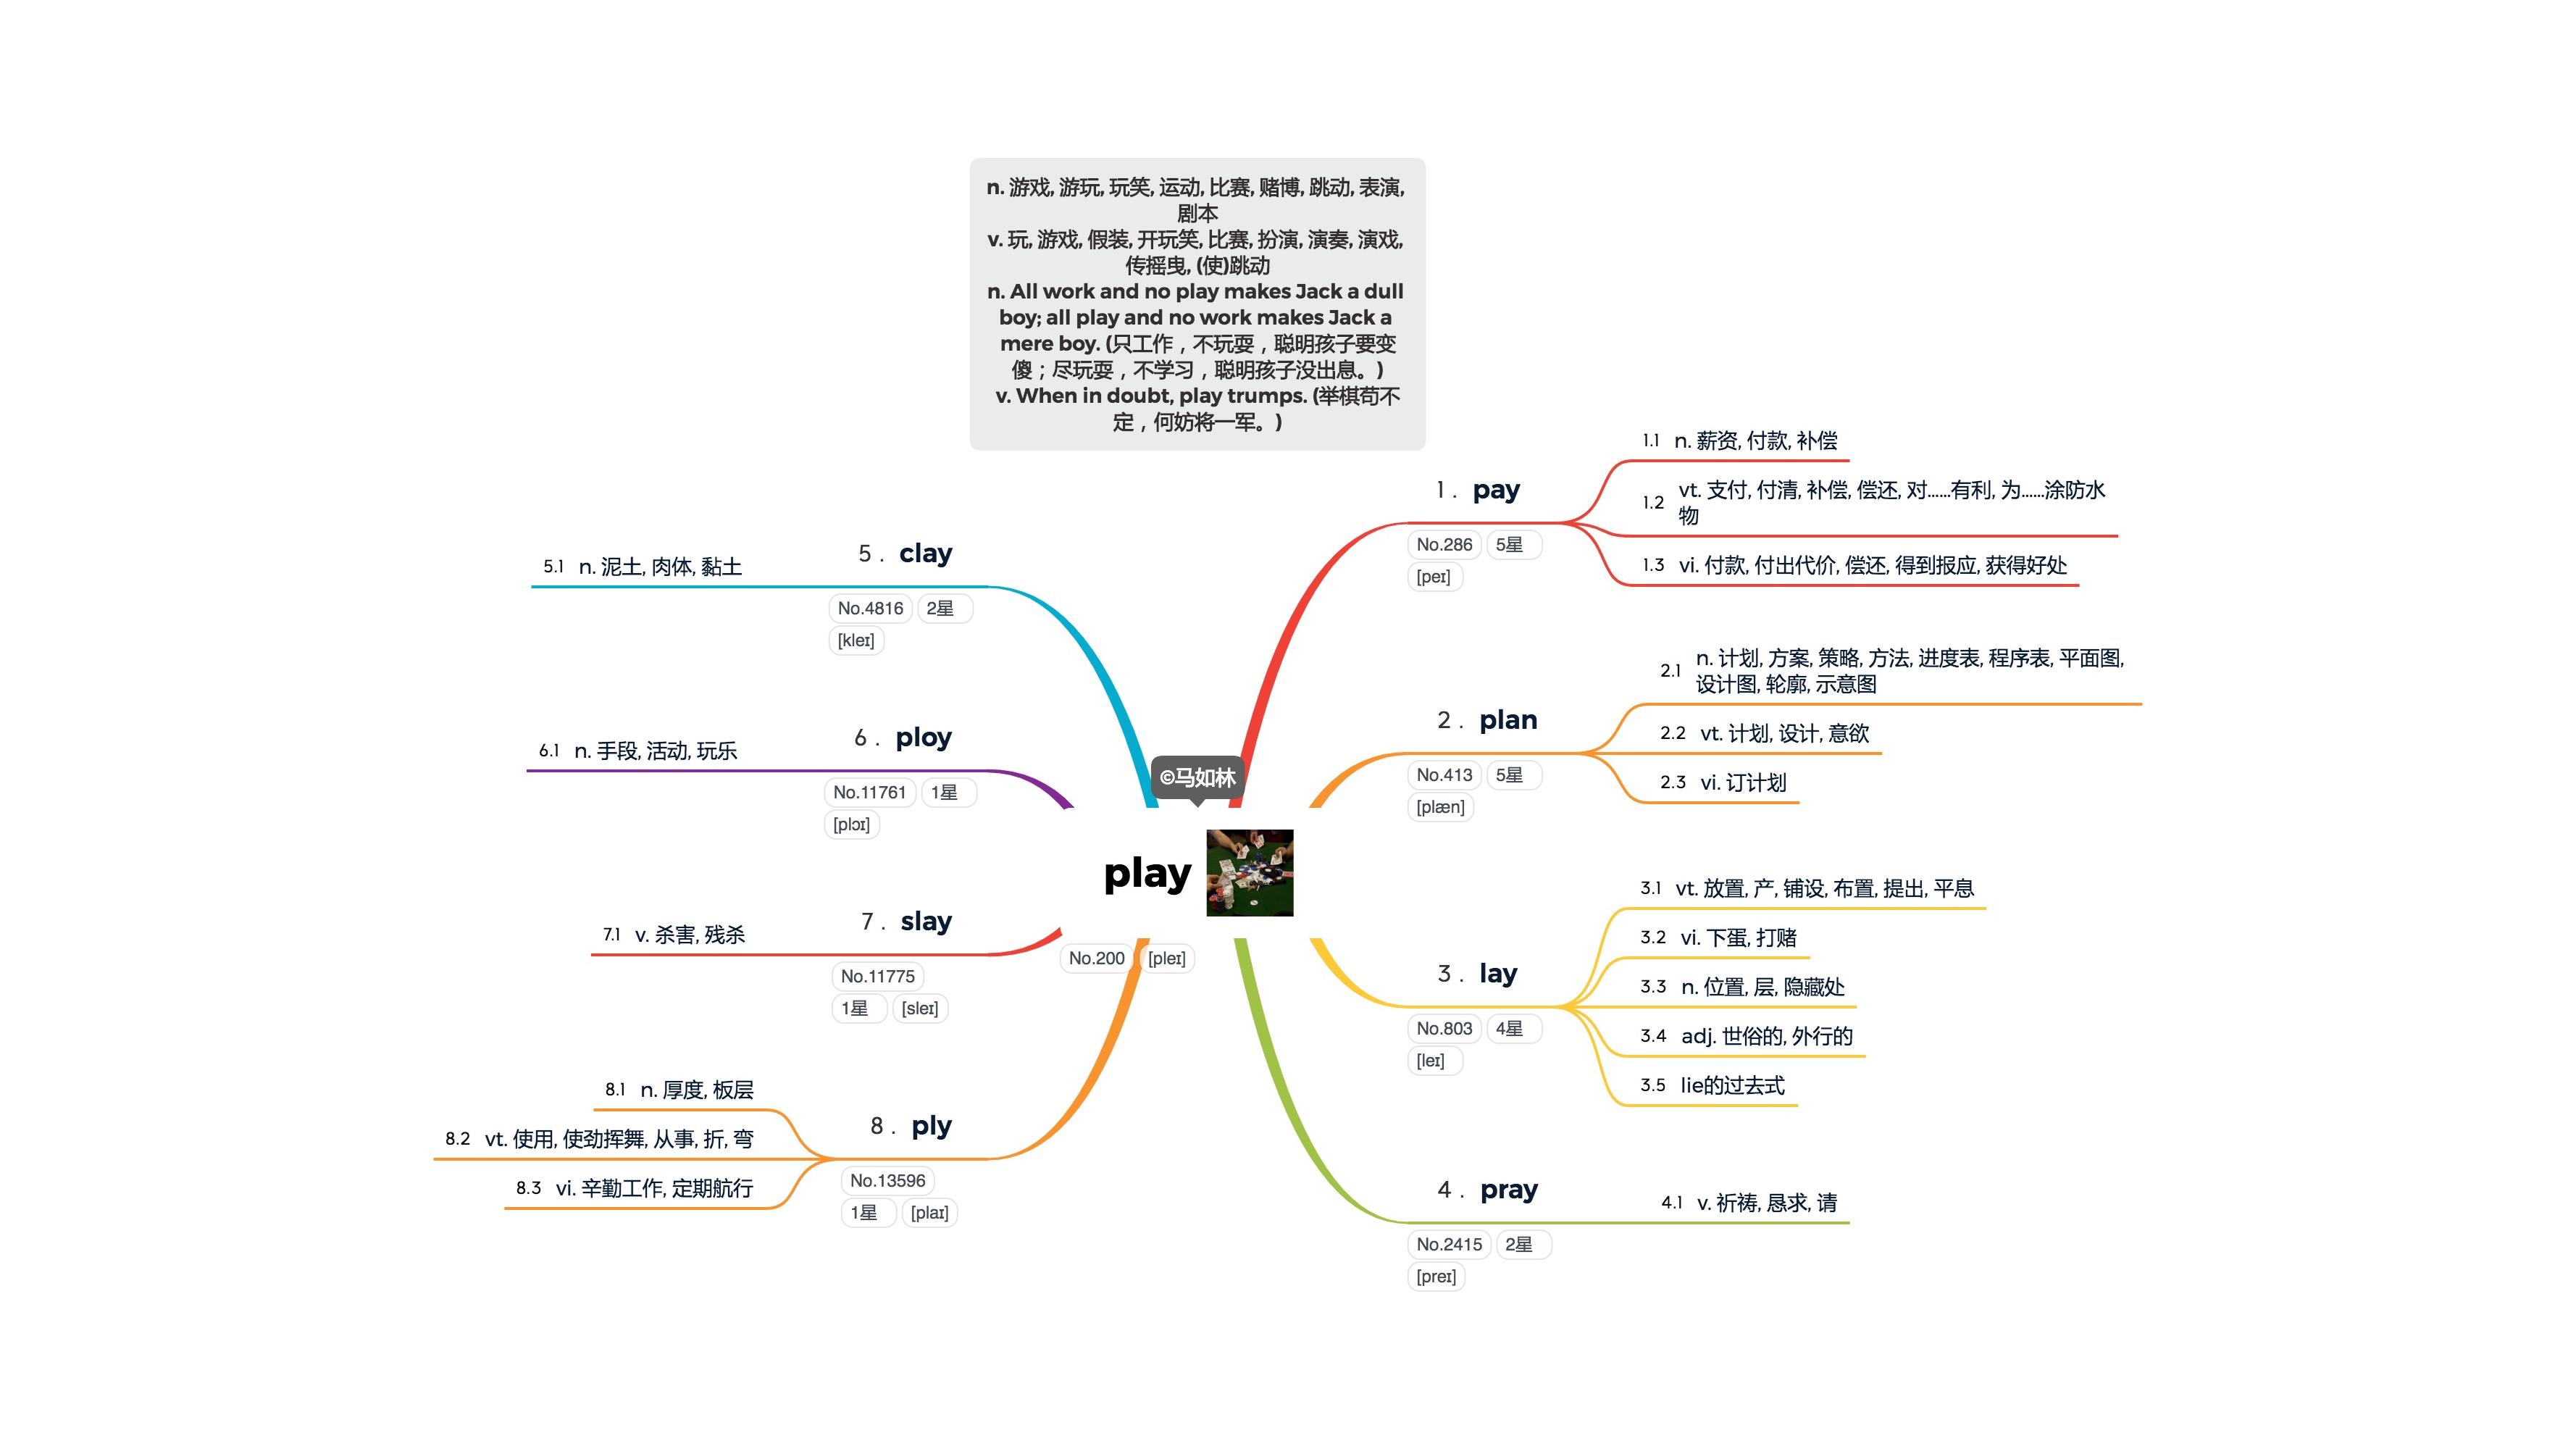 n. 游戏, 游玩, 玩笑, 运动, 比赛, 赌博, 跳动, 表演,
剧本
v. 玩, 游戏, 假装, 开玩笑, 比赛, 扮演, 演奏, 演戏,
传摇曳, (使)跳动
n. All work and no play makes Jack a dull
boy; all play and no work makes Jack a
mere boy. (只工作，不玩耍，聪明孩子要变
傻；尽玩耍，不学习，聪明孩子没出息。)
v. When in doubt, play trumps. (举棋苟不
定，何妨将一军。)
©马如林
play
No.200 [pleɪ]
1 . pay
No.286 5星
[peɪ]
1.1 n. 薪资, 付款, 补偿
1.2 vt. 支付, 付清, 补偿, 偿还, 对……有利, 为……涂防水
物
1.3 vi. 付款, 付出代价, 偿还, 得到报应, 获得好处
2 . plan
No.413 5星
[plæn]
2.1 n. 计划, 方案, 策略, 方法, 进度表, 程序表, 平面图,
设计图, 轮廓, 示意图
2.2 vt. 计划, 设计, 意欲
2.3 vi. 订计划
3 . lay
No.803 4星
[leɪ]
3.1 vt. 放置, 产, 铺设, 布置, 提出, 平息
3.2 vi. 下蛋, 打赌
3.3 n. 位置, 层, 隐藏处
3.4 adj. 世俗的, 外行的
3.5 lie的过去式
4 . pray
No.2415 2星
[preɪ]
4.1 v. 祈祷, 恳求, 请
5 . clay
No.4816 2星
[kleɪ]
5.1 n. 泥土, 肉体, 黏土
6 . ploy
No.11761 1星
[plɔɪ]
6.1 n. 手段, 活动, 玩乐
7 . slay
No.11775
1星 [sleɪ]
7.1 v. 杀害, 残杀
8 . ply
No.13596
1星 [plaɪ]
8.1 n. 厚度, 板层
8.2 vt. 使用, 使劲挥舞, 从事, 折, 弯
8.3 vi. 辛勤工作, 定期航行